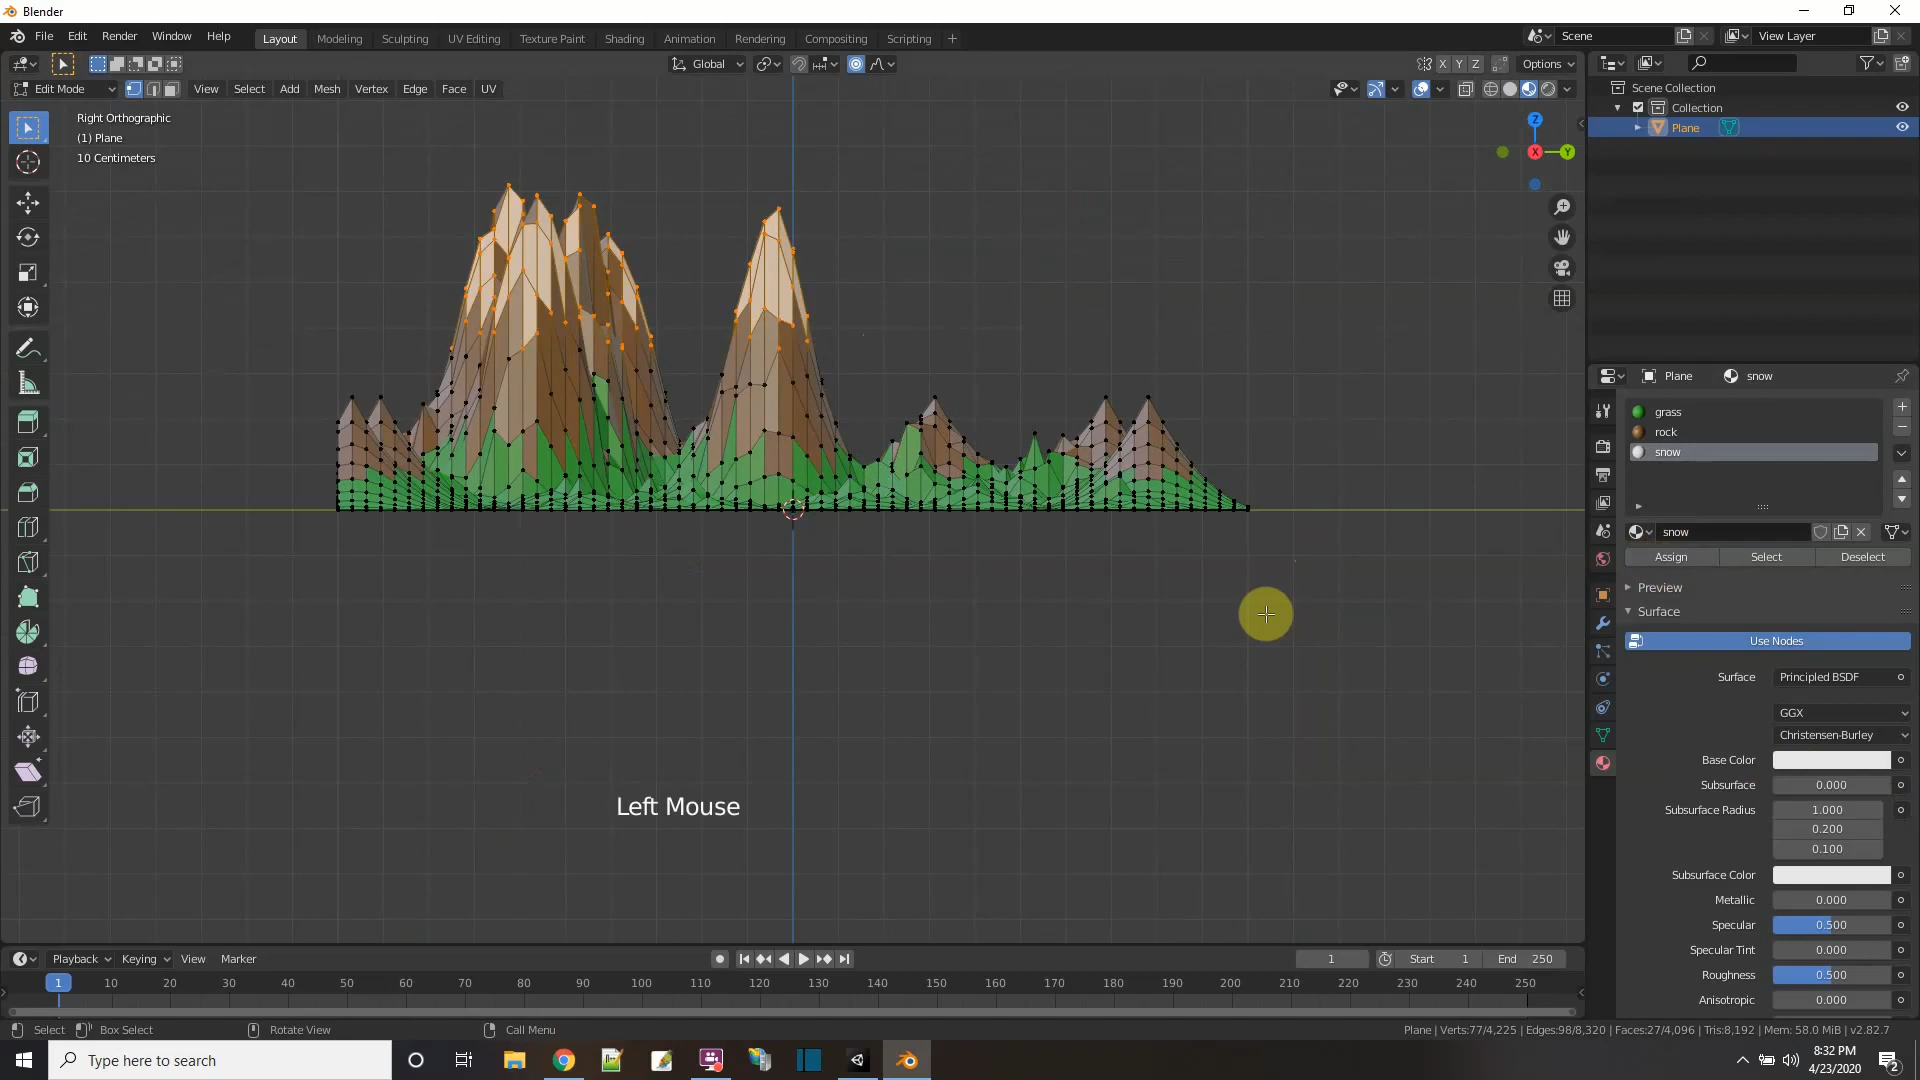 Blender
File Edit Render Window Help
Layout Modeling Sculpting UV Editing Texture Paint Shading Animation Rendering Compositing Scripting
Scene
View Layer
Global
X Y Z
Options
Edit Mode
View Select Add Mesh Vertex Edge Face UV
Right Orthographic
(1) Plane
10 Centimeters
Z
X
Y
Scene Collection
Collection
Plane
Plane
snow
grass
rock
snow
snow
Assign Select Deselect
Preview
Surface
Use Nodes
Surface Principled BSDF
GGX
Christensen-Burley
Base Color
Subsurface 0.000
Subsurface Radius 1.000
0.200
0.100
Subsurface Color
Metallic 0.000
Specular 0.500
Specular Tint 0.000
Roughness 0.500
Anisotropic 0.000
Left Mouse
Playback Keying View Marker
1
Start 1
End 250
1 10 20 30 40 50 60 70 80 90 100 110 120 130 140 150 160 170 180 190 200 210 220 230 240 250
Select Box Select Rotate View Call Menu
Plane | Verts:77/4,225 | Edges:98/8,320 | Faces:27/4,096 | Tris:8,192 | Mem: 58.0 MiB | v2.82.7
Type here to search
8:32 PM
4/23/2020
2